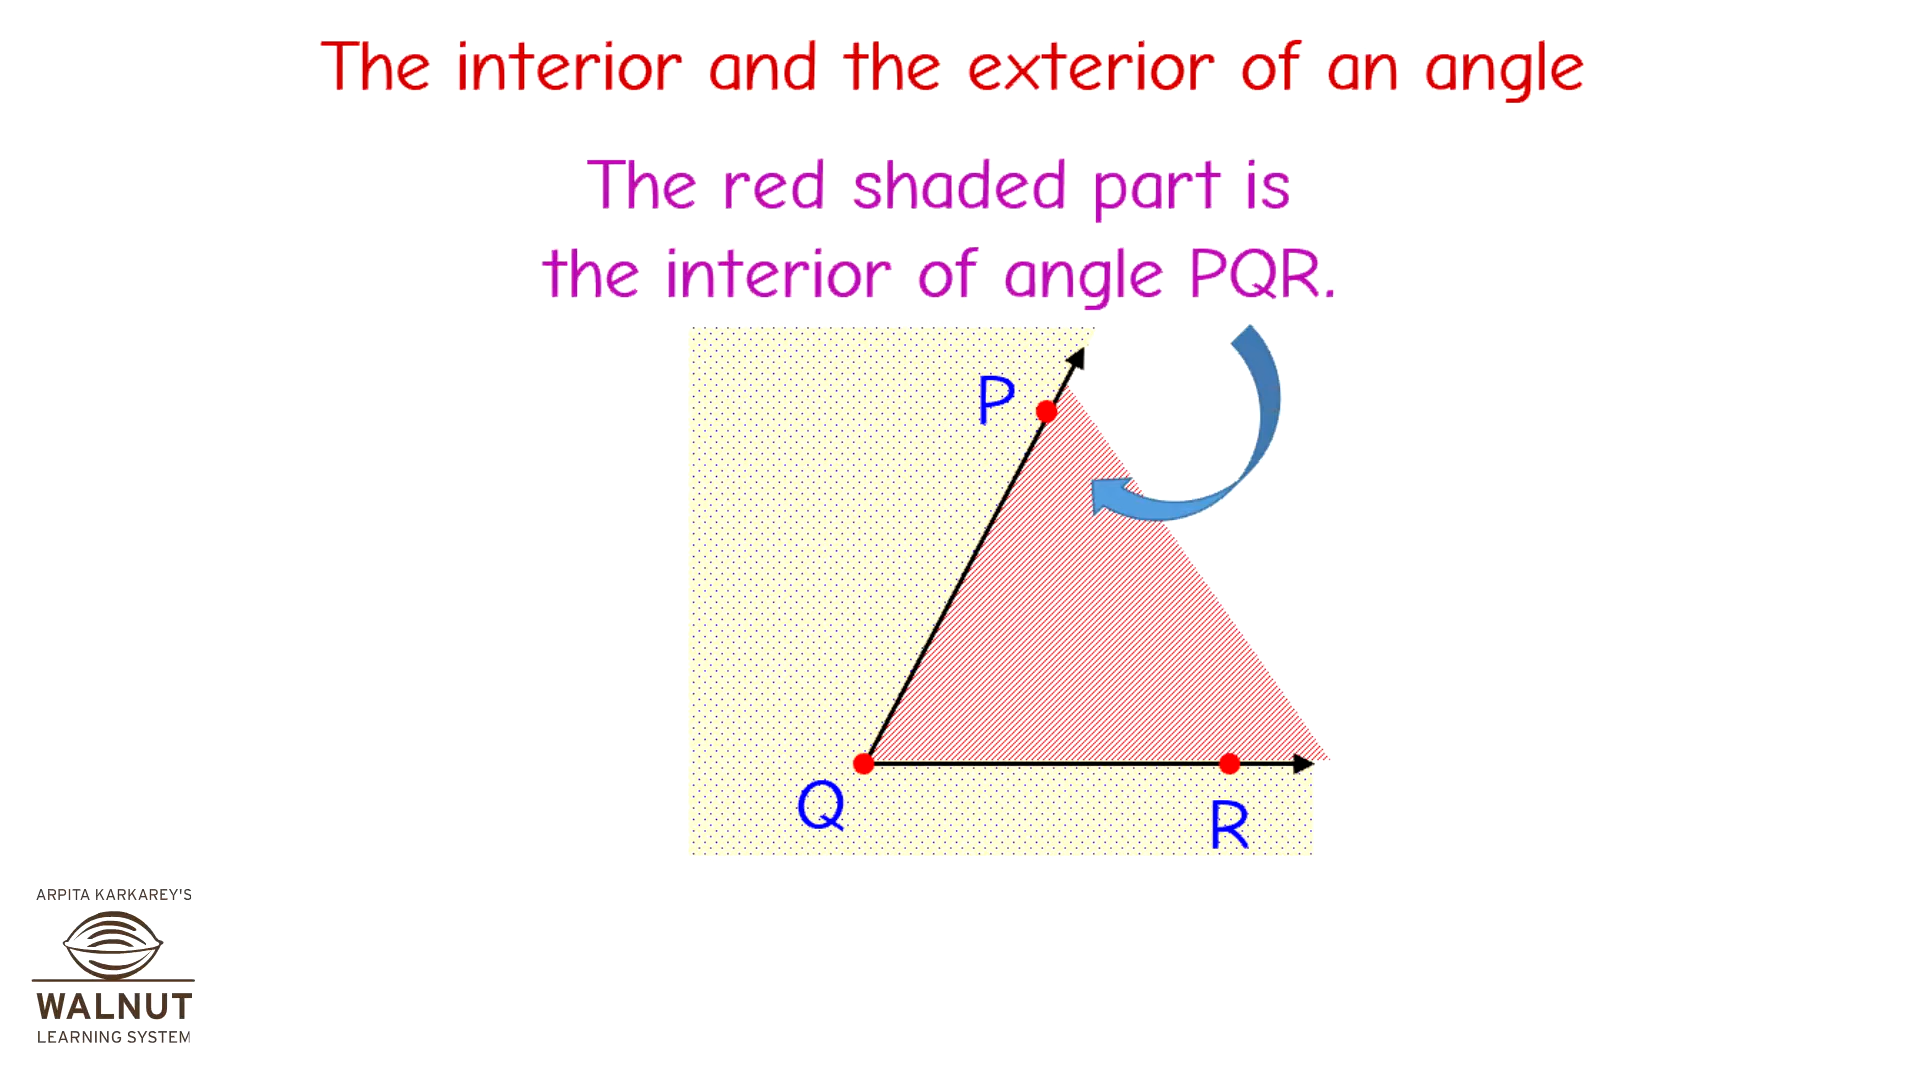 The interior and the exterior of an angle
The red shaded part is
the interior of angle PQR.
P
Q
R
ARPITA KARKAREY'S
WALNUT
LEARNING SYSTEM